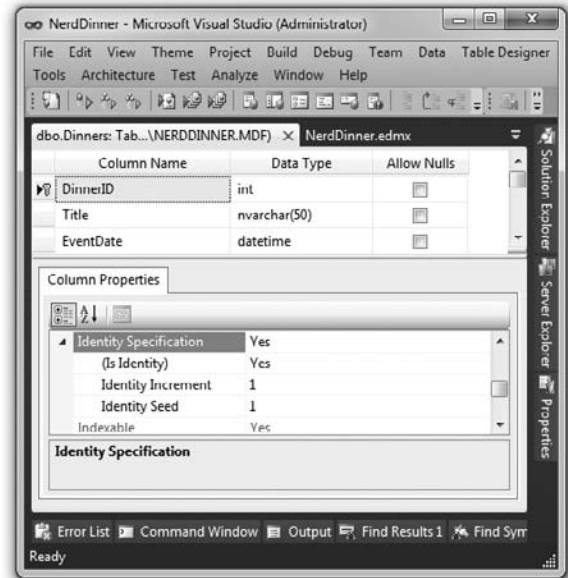 NerdDinner - Microsoft Visual Studio (Administrator)
File Edit View Theme Project Build Debug Team Data Table Designer
Tools Architecture Test Analyze Window Help
dbo.Dinners: Tab...\NERDDINNER.MDF) NerdDinner.edmx
Column Name Data Type Allow Nulls
DinnerID int
Title nvarchar(50)
EventDate datetime
Column Properties
Identity Specification Yes
(Is Identity) Yes
Identity Increment 1
Identity Seed 1
Indexable Yes
Identity Specification
Solution Explorer
Server Explorer
Properties
Error List Command Window Output Find Results 1 Find Sym
Ready